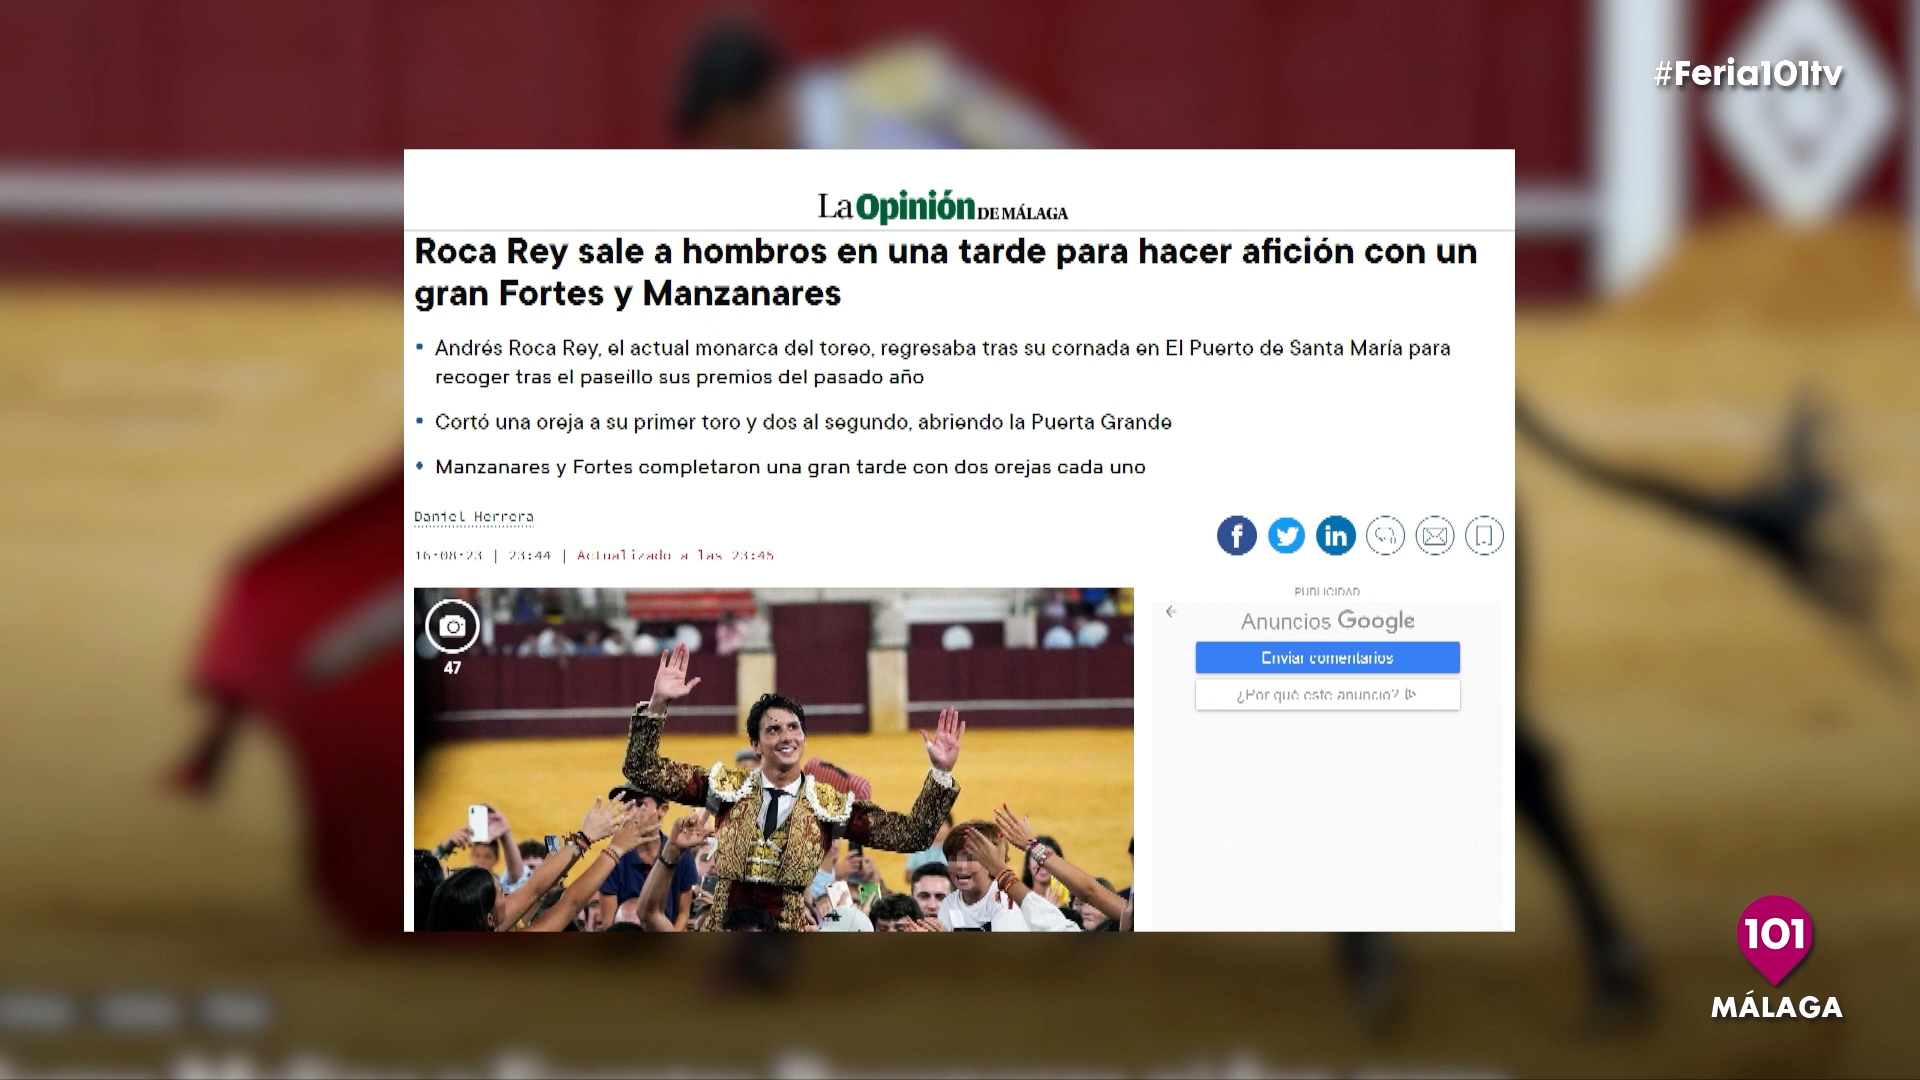 #Feria101tv
La Opinión DE MÁLAGA
Roca Rey sale a hombros en una tarde para hacer afición con un
gran Fortes y Manzanares
• Andrés Roca Rey, el actual monarca del toreo, regresaba tras su cornada en El Puerto de Santa María para
recoger tras el paseíllo sus premios del pasado año
• Cortó una oreja a su primer toro y dos al segundo, abriendo la Puerta Grande
• Manzanares y Fortes completaron una gran tarde con dos orejas cada uno
Daniel Herrera
16·08·23 | 23:44 | Actualizado a las 23:45
PUBLICIDAD
Anuncios Google
Enviar comentarios
¿Por qué este anuncio?
47
101
MÁLAGA